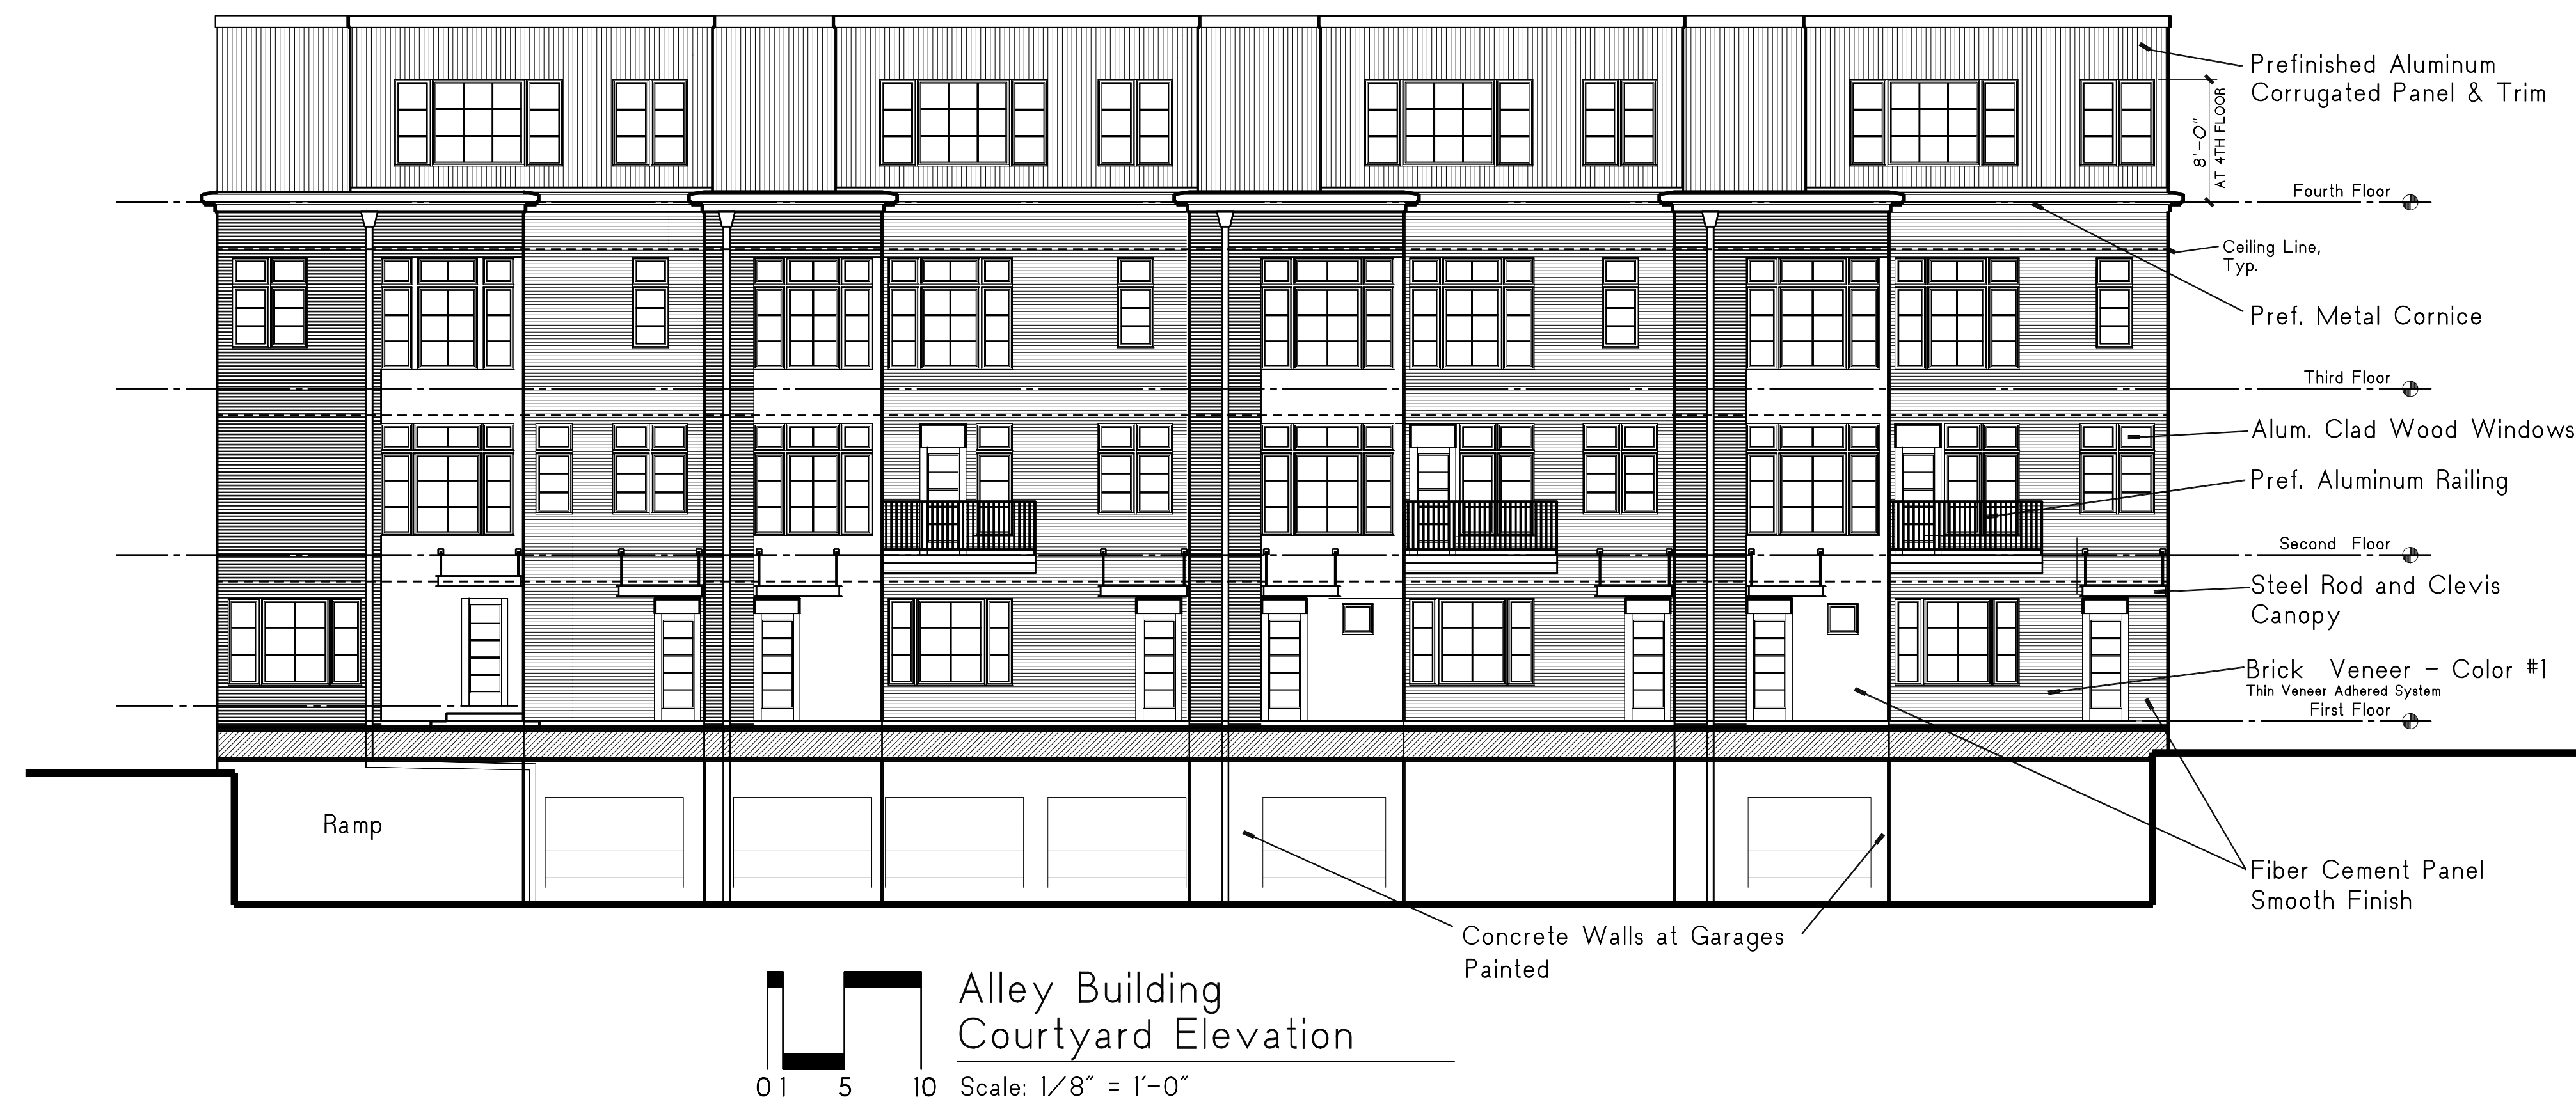 Prefinished Aluminum
Corrugated Panel & Trim
8'-0"
AT 4TH FLOOR
Fourth Floor
Ceiling Line,
Typ.
Pref. Metal Cornice
Third Floor
Alum. Clad Wood Windows
Pref. Aluminum Railing
Second Floor
Steel Rod and Clevis
Canopy
Brick Veneer - Color #1
Thin Veneer Adhered System
First Floor
Ramp
Fiber Cement Panel
Smooth Finish
Concrete Walls at Garages
Painted
Alley Building
Courtyard Elevation
0 1 5 10
Scale: 1/8" = 1'-0"